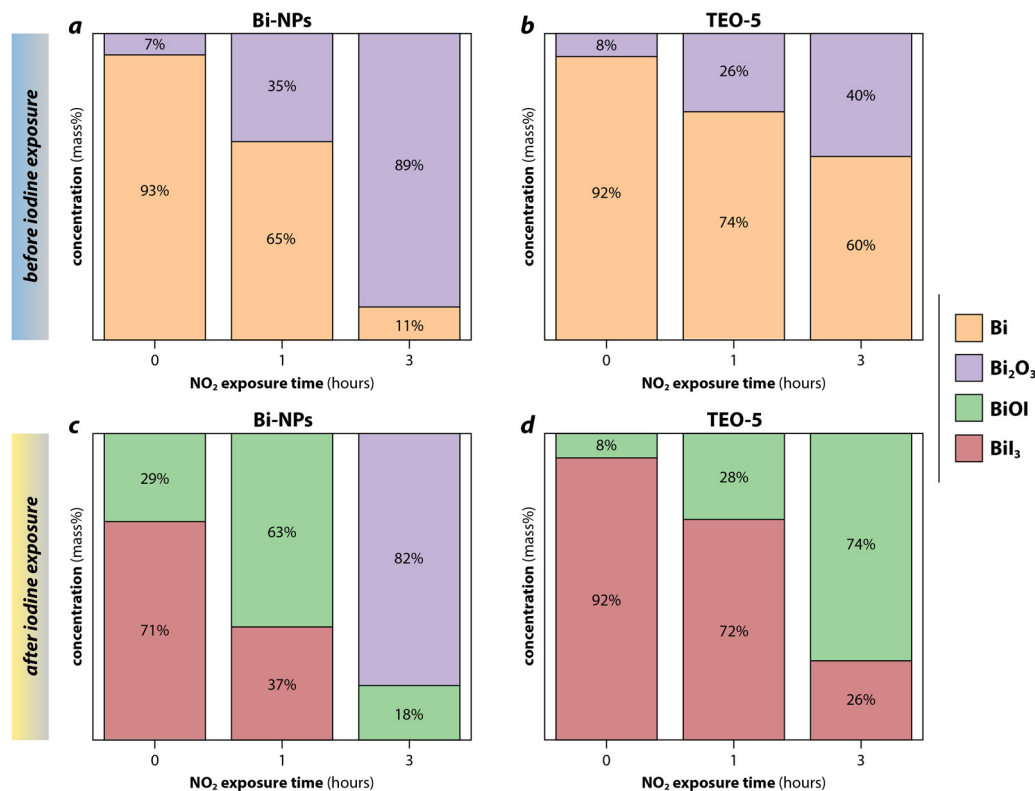 before iodine exposure
a
Bi-NPs
concentration (mass%)
7%
93%
35%
65%
89%
11%
0
1
3
NO₂ exposure time (hours)
b
TEO-5
concentration (mass%)
8%
92%
26%
74%
40%
60%
0
1
3
NO₂ exposure time (hours)
Bi
Bi₂O₃
BiOI
BiI₃
after iodine exposure
c
Bi-NPs
concentration (mass%)
29%
71%
63%
37%
82%
18%
0
1
3
NO₂ exposure time (hours)
d
TEO-5
concentration (mass%)
8%
92%
28%
72%
74%
26%
0
1
3
NO₂ exposure time (hours)